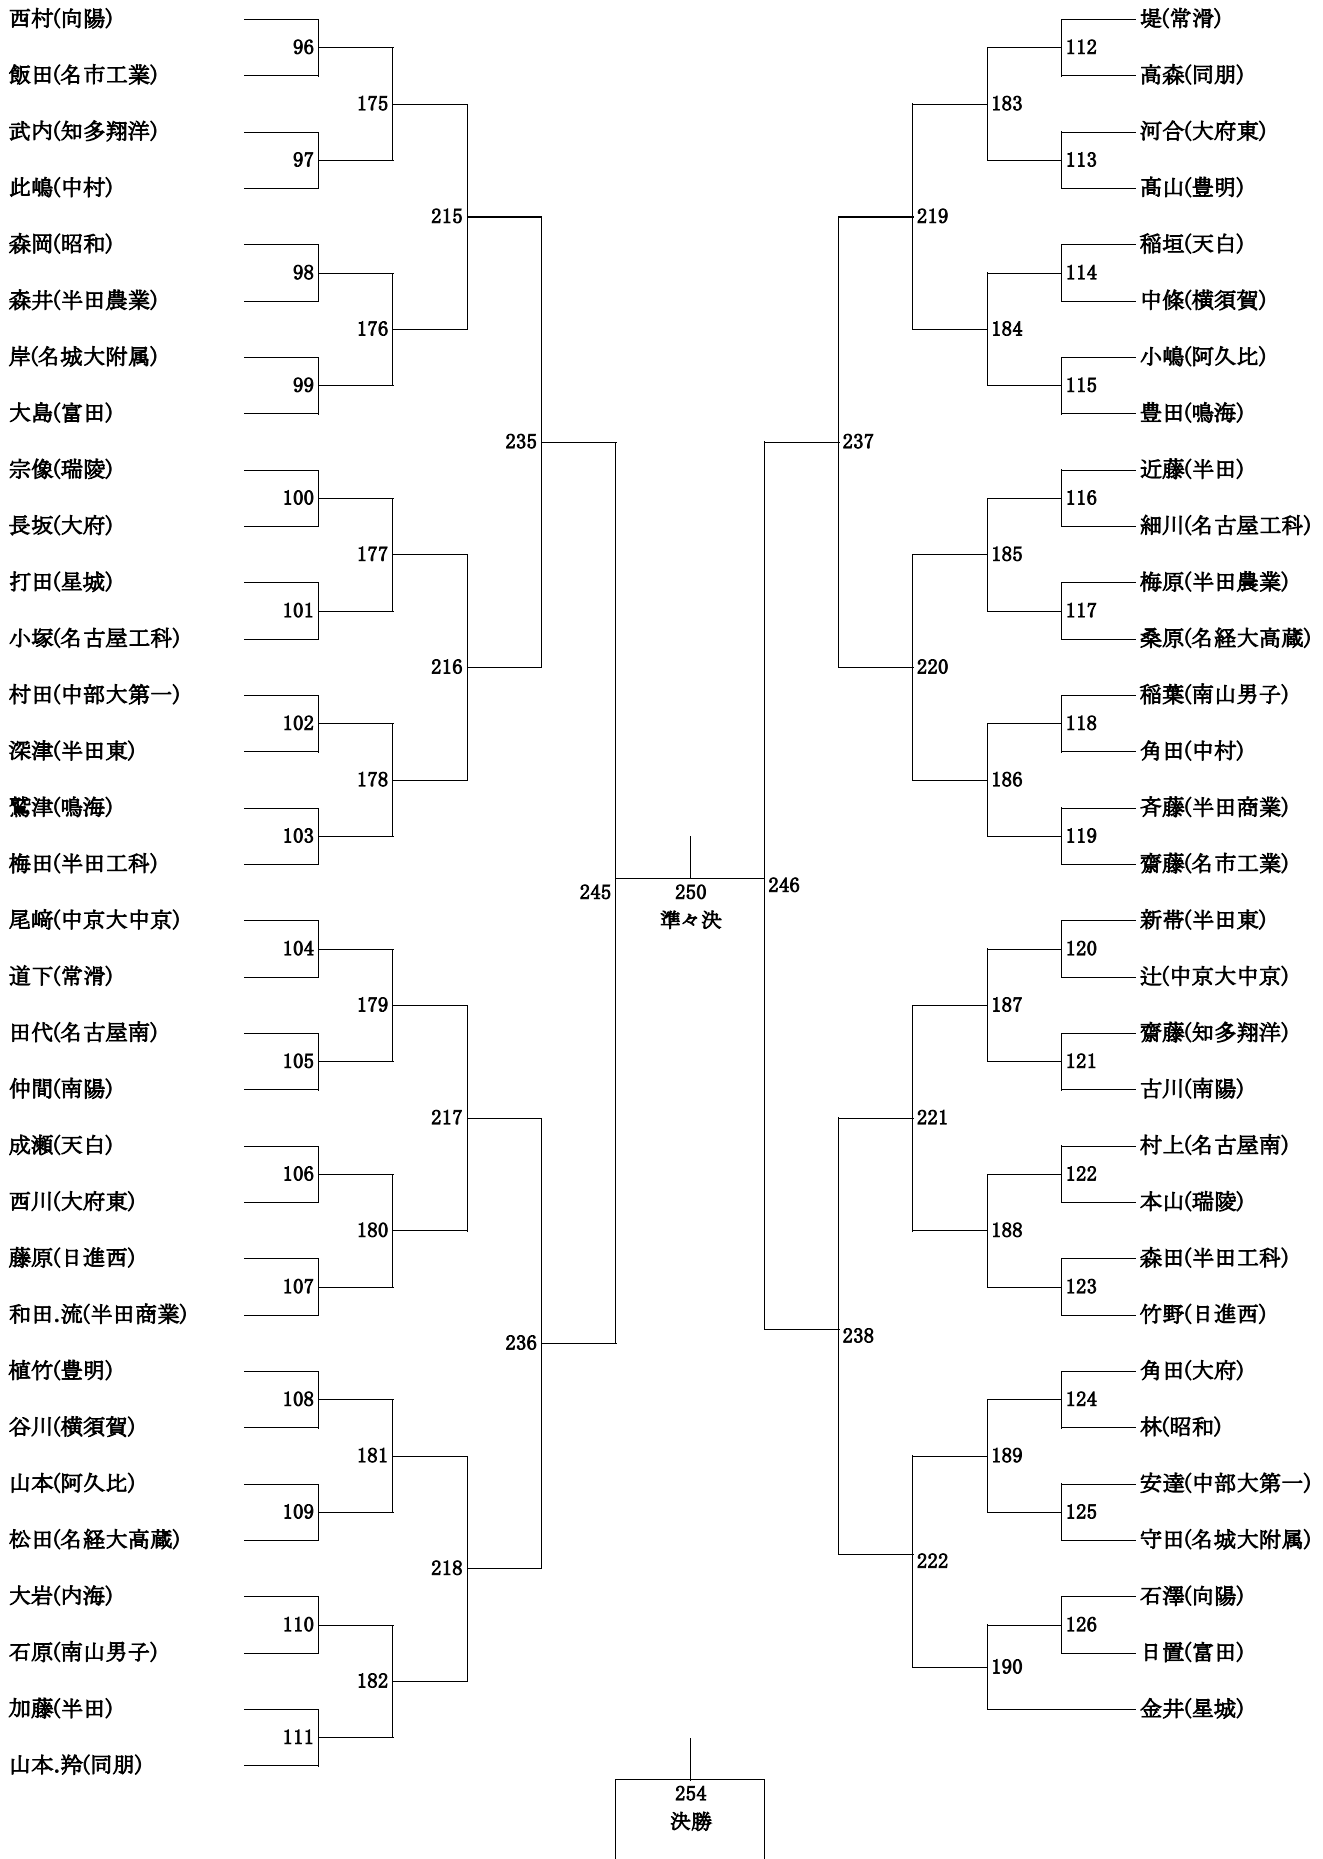 西村(向陽)
飯田(名市工業)
武内(知多翔洋)
此嶋(中村)
森岡(昭和)
森井(半田農業)
岸(名城大附属)
大島(富田)
宗像(瑞陵)
長坂(大府)
打田(星城)
小塚(名古屋工科)
村田(中部大第一)
深津(半田東)
鷲津(鳴海)
梅田(半田工科)
尾﨑(中京大中京)
道下(常滑)
田代(名古屋南)
仲間(南陽)
成瀬(天白)
西川(大府東)
藤原(日進西)
和田.流(半田商業)
植竹(豊明)
谷川(横須賀)
山本(阿久比)
松田(名経大高蔵)
大岩(内海)
石原(南山男子)
加藤(半田)
山本.羚(同朋)
96
97
98
99
100
101
102
103
104
105
106
107
108
109
110
111
175
176
177
178
179
180
181
182
215
216
217
218
235
236
245
250
準々決
254
決勝
246
237
238
219
220
221
222
183
184
185
186
187
188
189
190
112
113
114
115
116
117
118
119
120
121
122
123
124
125
126
堤(常滑)
高森(同朋)
河合(大府東)
髙山(豊明)
稲垣(天白)
中條(横須賀)
小嶋(阿久比)
豊田(鳴海)
近藤(半田)
細川(名古屋工科)
梅原(半田農業)
桑原(名経大高蔵)
稲葉(南山男子)
角田(中村)
斉藤(半田商業)
齋藤(名市工業)
新帯(半田東)
辻(中京大中京)
齋藤(知多翔洋)
古川(南陽)
村上(名古屋南)
本山(瑞陵)
森田(半田工科)
竹野(日進西)
角田(大府)
林(昭和)
安達(中部大第一)
守田(名城大附属)
石澤(向陽)
日置(富田)
金井(星城)